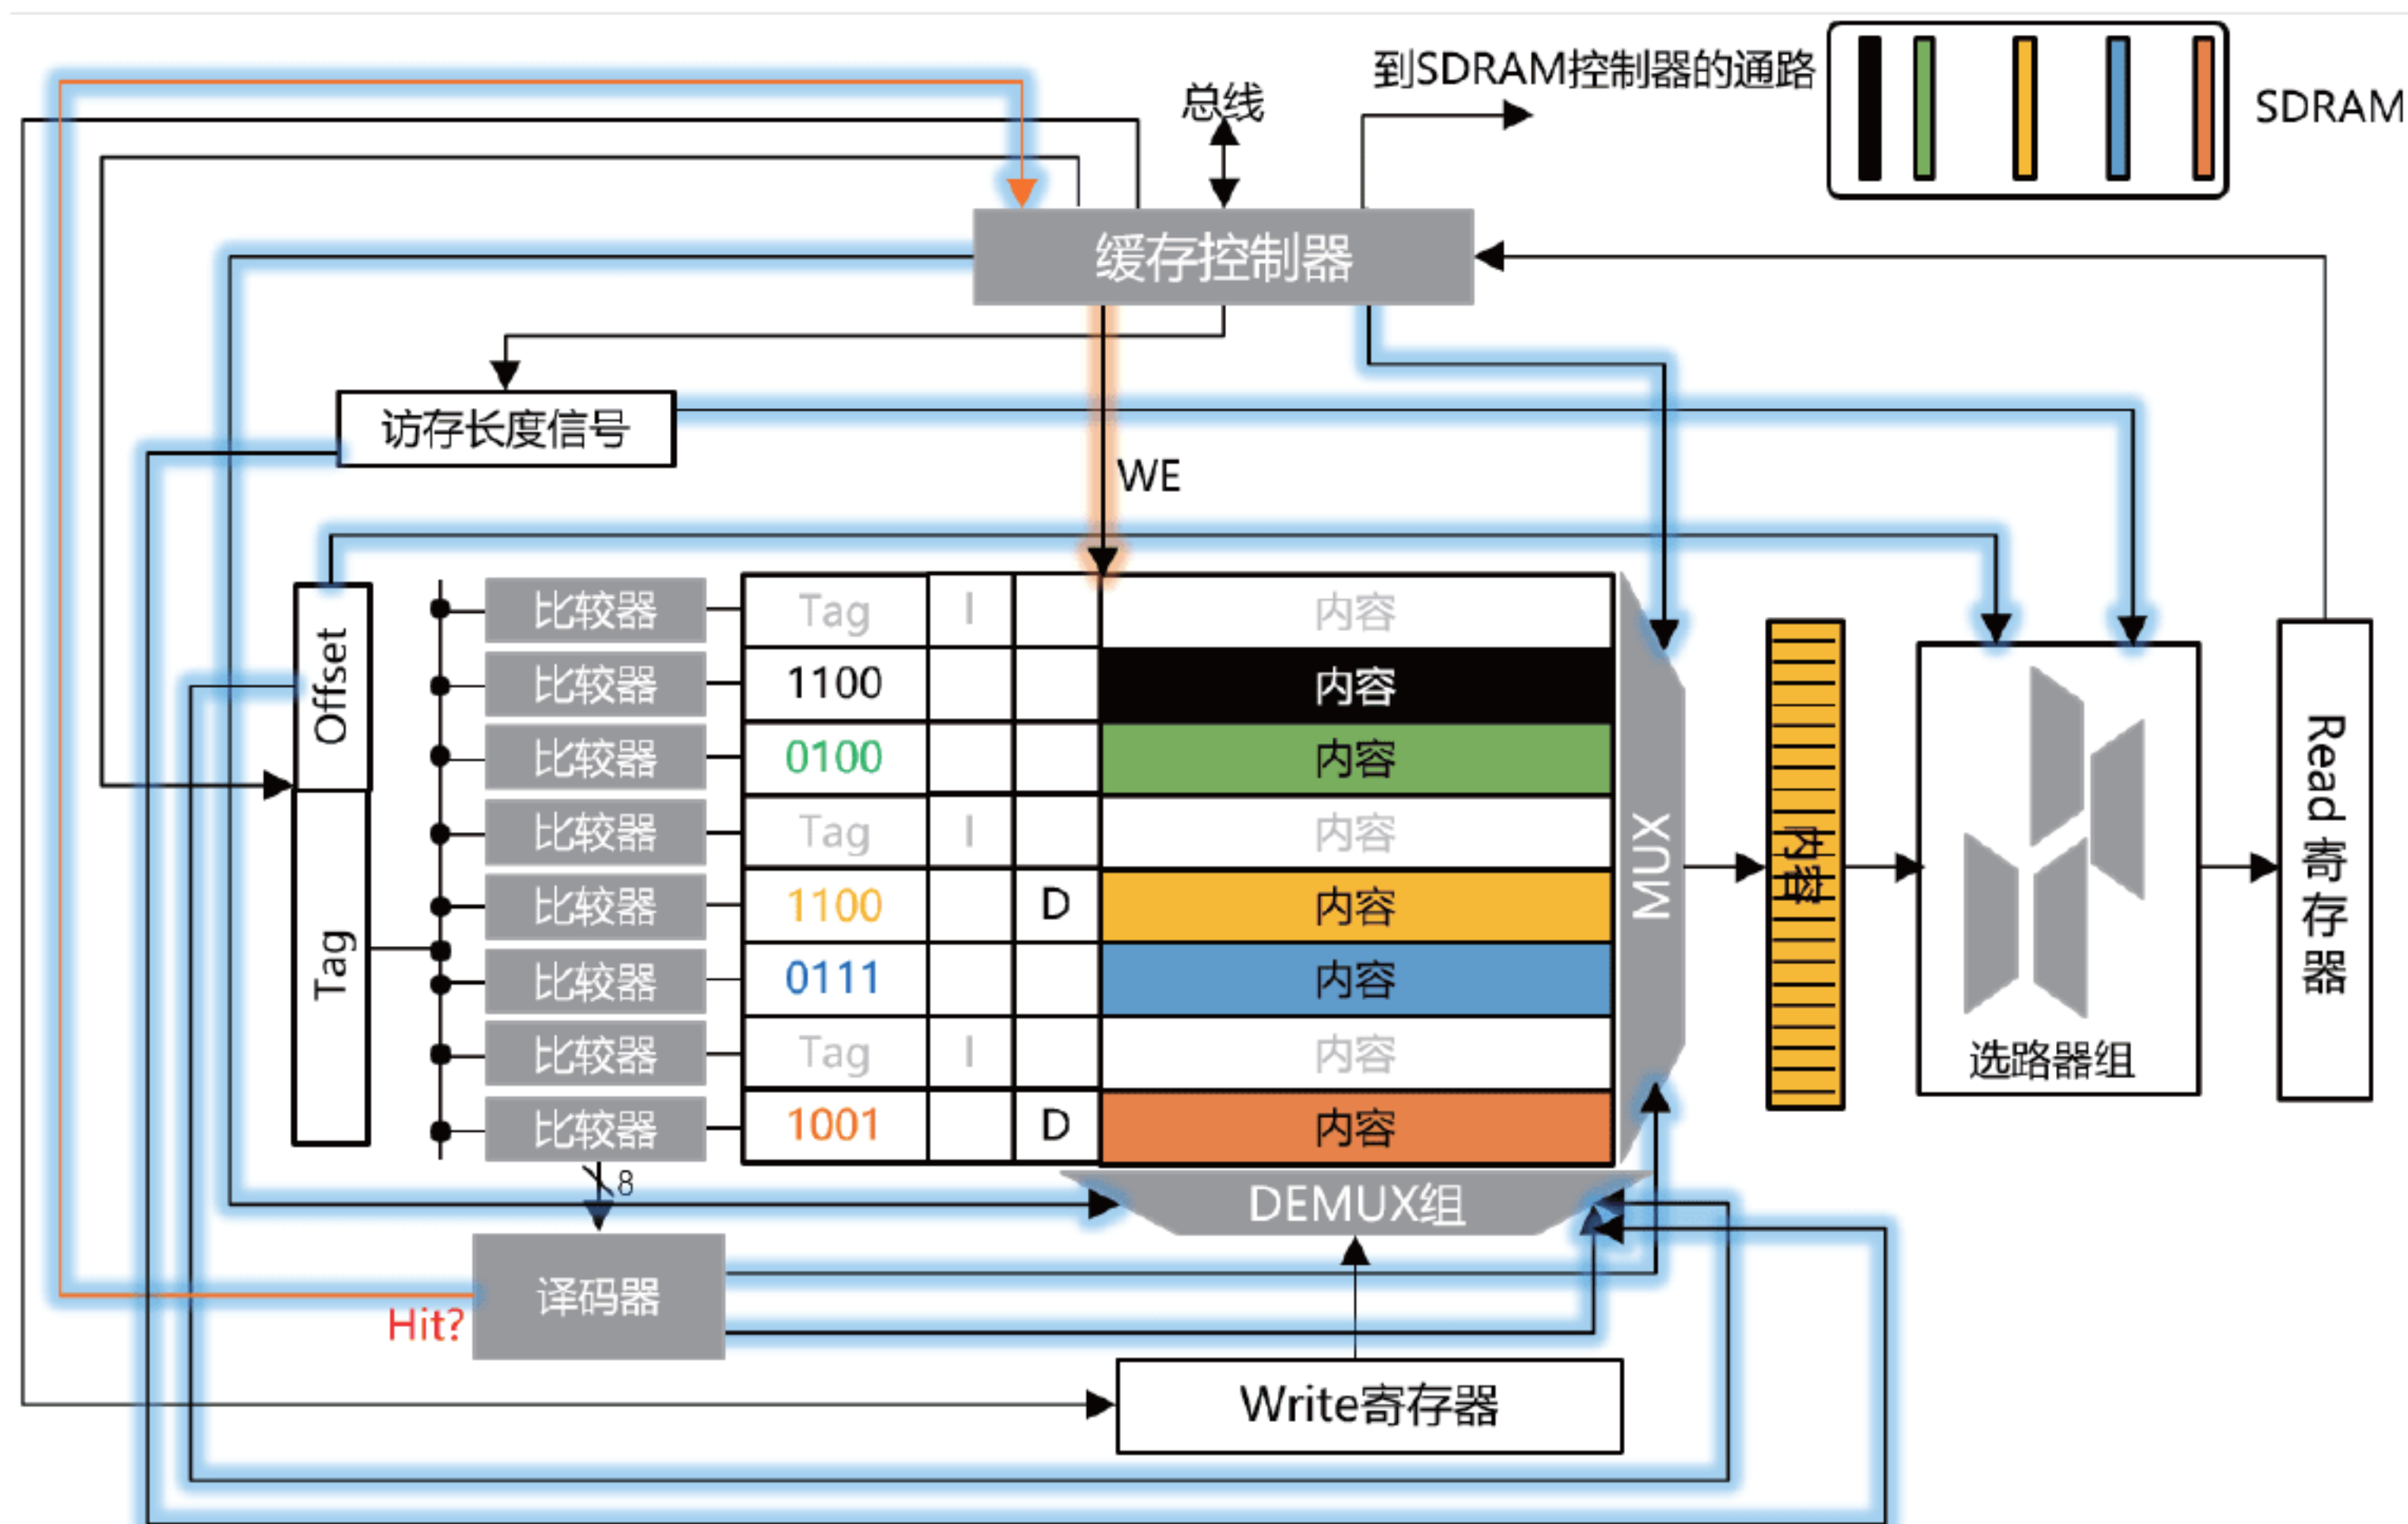 到SDRAM控制器的通路
SDRAM
总线
缓存控制器
访存长度信号
WE
Offset
Tag
比较器 Tag I 内容
比较器 1100 内容
比较器 0100 内容
比较器 Tag I 内容
比较器 1100 D 内容
比较器 0111 内容
比较器 Tag I 内容
比较器 1001 D 内容
MUX
内容
选路器组
Read 寄存器
8
DEMUX组
译码器
Hit?
Write寄存器